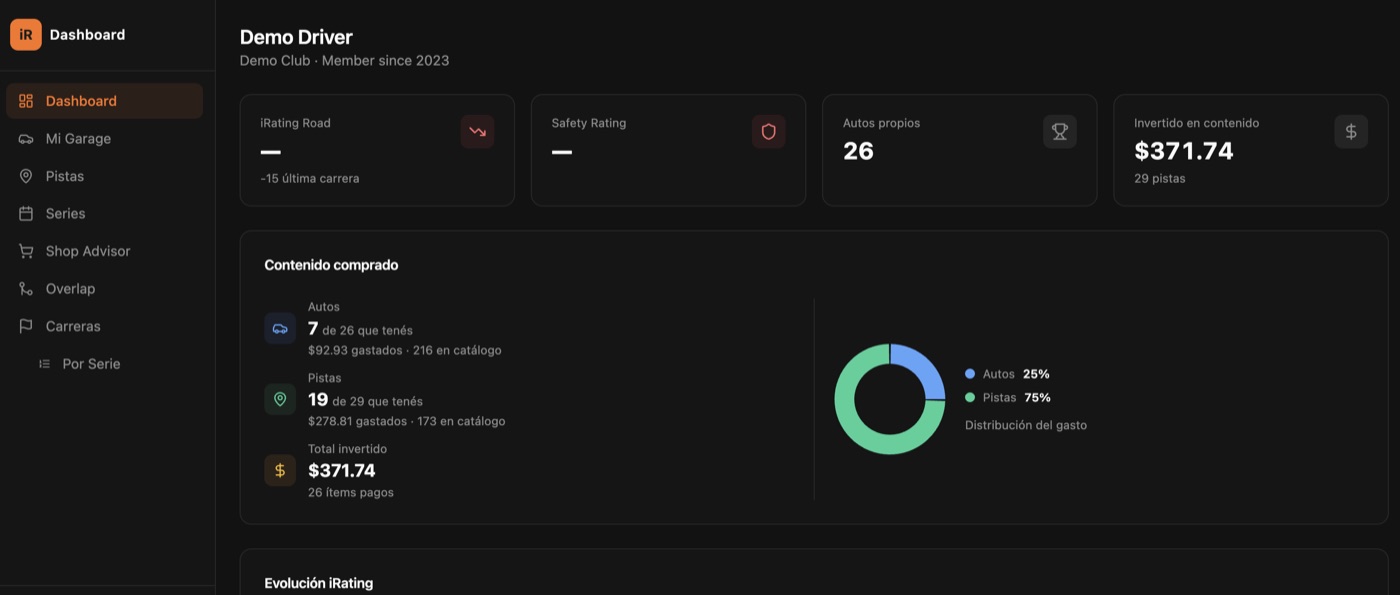 iR Dashboard
Dashboard
Mi Garage
Pistas
Series
Shop Advisor
Overlap
Carreras
Por Serie
Demo Driver
Demo Club · Member since 2023
iRating Road
—
-15 última carrera
Safety Rating
—
Autos propios
26
Invertido en contenido
$371.74
29 pistas
Contenido comprado
Autos
7 de 26 que tenés
$92.93 gastados · 216 en catálogo
Pistas
19 de 29 que tenés
$278.81 gastados · 173 en catálogo
Total invertido
$371.74
26 ítems pagos
Autos 25%
Pistas 75%
Distribución del gasto
Evolución iRating